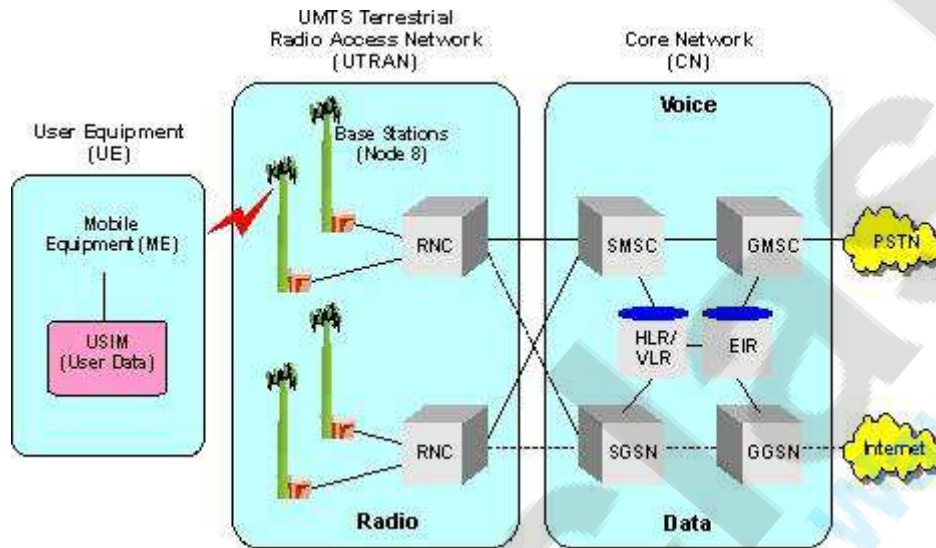 UMTS Terrestrial
Radio Access Network
(UTRAN)
Core Network
(CN)
User Equipment
(UE)
Mobile
Equipment (ME)
USIM
(User Data)
Base Stations
(Node 8)
RNC
RNC
Radio
Voice
SMSC
GMSC
PSTN
HLR/
VLR
EIR
SGSN
GGSN
Internet
Data